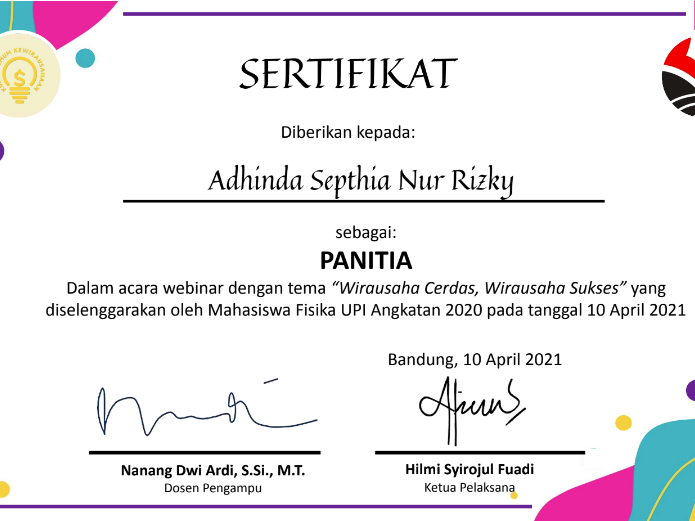 SERTIFIKAT
Diberikan kepada:
Adhinda Septhia Nur Rizky
sebagai:
PANITIA
Dalam acara webinar dengan tema “Wirausaha Cerdas, Wirausaha Sukses” yang
diselenggarakan oleh Mahasiswa Fisika UPI Angkatan 2020 pada tanggal 10 April 2021
Bandung, 10 April 2021
Nanang Dwi Ardi, S.Si., M.T.
Dosen Pengampu
Hilmi Syirojul Fuadi
Ketua Pelaksana